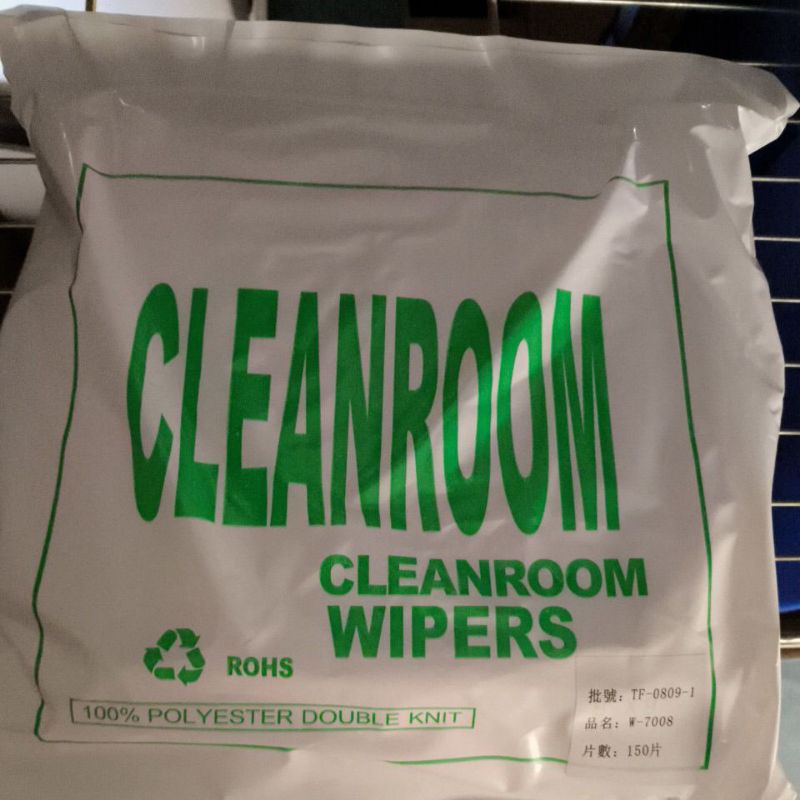 CLEANROOM
CLEANROOM
WIPERS
ROHS
100% POLYESTER DOUBLE KNIT
批號: TF-0809-1
品名: W-7008
片數: 150片